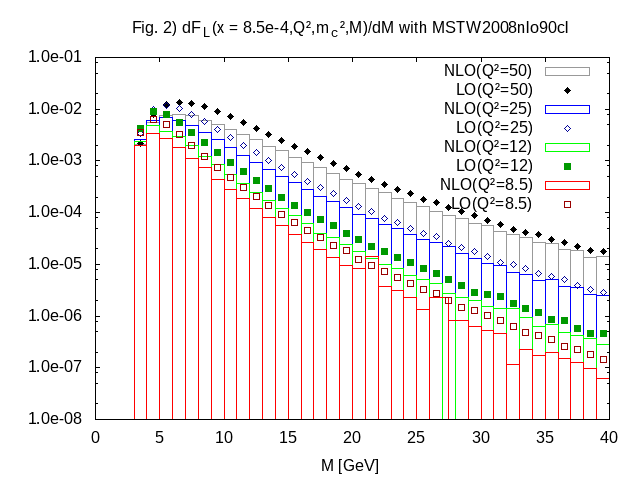 Fig. 2) dF_L(x = 8.5e-4,Q²,m_c²,M)/dM with MSTW2008nlo90cl
1.0e-01
1.0e-02
1.0e-03
1.0e-04
1.0e-05
1.0e-06
1.0e-07
1.0e-08
NLO(Q²=50)
LO(Q²=50)
NLO(Q²=25)
LO(Q²=25)
NLO(Q²=12)
LO(Q²=12)
NLO(Q²=8.5)
LO(Q²=8.5)
0 5 10 15 20 25 30 35 40
M [GeV]